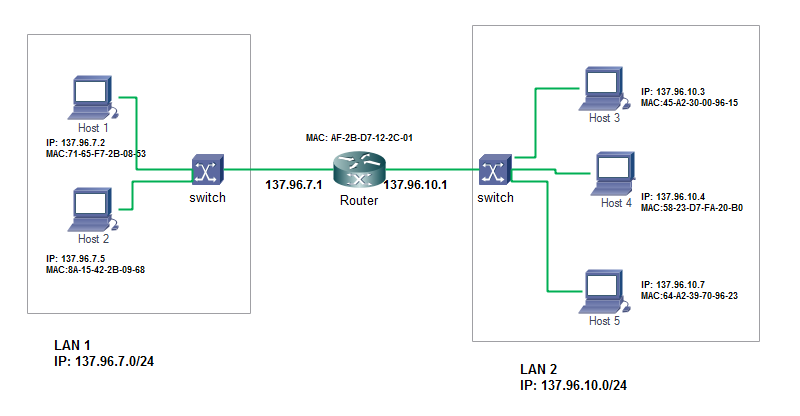 Host 1
IP: 137.96.7.2
MAC:71-65-F7-2B-08-53
Host 2
IP: 137.96.7.5
MAC:8A-15-42-2B-09-68
switch
LAN 1
IP: 137.96.7.0/24
MAC: AF-2B-D7-12-2C-01
137.96.7.1
137.96.10.1
Router
switch
Host 3
IP: 137.96.10.3
MAC:45-A2-30-00-96-15
Host 4
IP: 137.96.10.4
MAC:58-23-D7-FA-20-B0
Host 5
IP: 137.96.10.7
MAC:64-A2-39-70-96-23
LAN 2
IP: 137.96.10.0/24